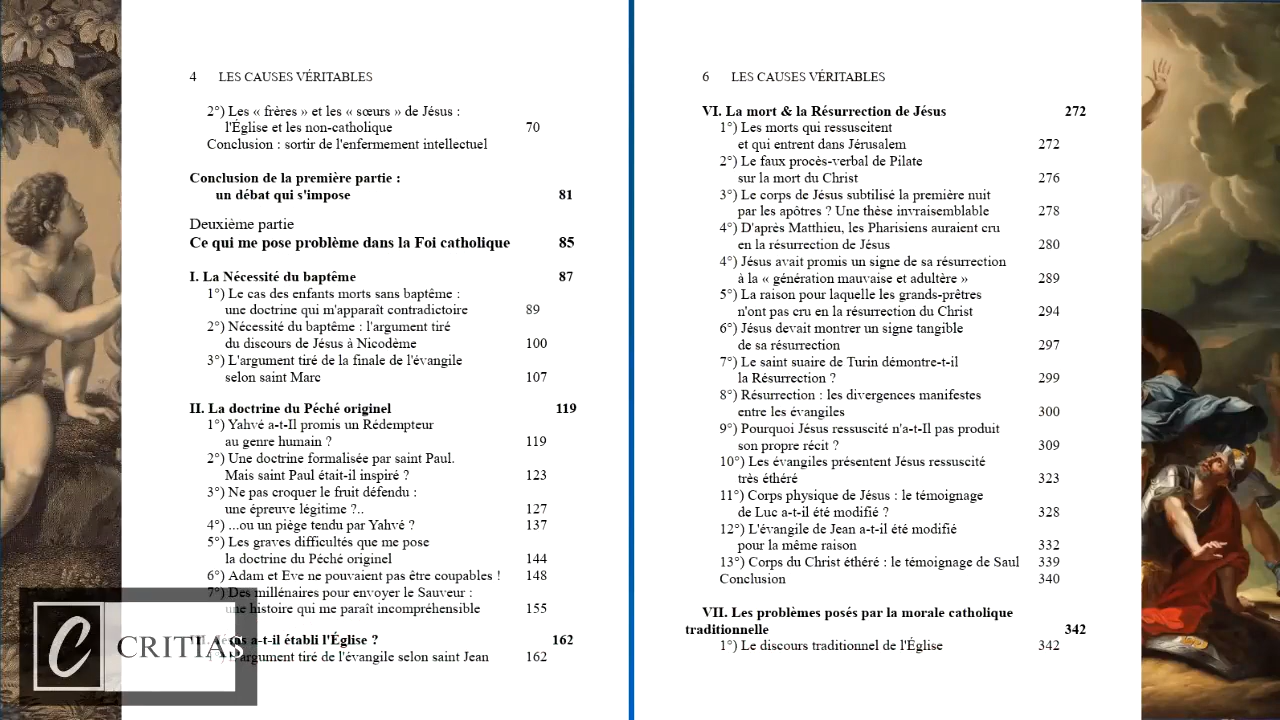 4 LES CAUSES VÉRITABLES
2°) Les « frères » et les « sœurs » de Jésus :
l'Église et les non-catholique 70
Conclusion : sortir de l'enfermement intellectuel
Conclusion de la première partie :
un débat qui s'impose 81
Deuxième partie
Ce qui me pose problème dans la Foi catholique 85
I. La Nécessité du baptême 87
1°) Le cas des enfants morts sans baptême :
une doctrine qui m'apparaît contradictoire 89
2°) Nécessité du baptême : l'argument tiré
du discours de Jésus à Nicodème 100
3°) L'argument tiré de la finale de l'évangile
selon saint Marc 107
II. La doctrine du Péché originel 119
1°) Yahvé a-t-Il promis un Rédempteur
au genre humain ? 119
2°) Une doctrine formalisée par saint Paul.
Mais saint Paul était-il inspiré ? 123
3°) Ne pas croquer le fruit défendu :
une épreuve légitime ?.. 127
4°) ...ou un piège tendu par Yahvé ? 137
5°) Les graves difficultés que me pose
la doctrine du Péché originel 144
6°) Adam et Eve ne pouvaient pas être coupables ! 148
7°) Des millénaires pour envoyer le Sauveur :
une histoire qui me paraît incompréhensible 155
a-t-il établi l'Église ? 162
argument tiré de l'évangile selon saint Jean 162
C CRITIAS
6 LES CAUSES VÉRITABLES
VI. La mort & la Résurrection de Jésus 272
1°) Les morts qui ressuscitent
et qui entrent dans Jérusalem 272
2°) Le faux procès-verbal de Pilate
sur la mort du Christ 276
3°) Le corps de Jésus subtilisé la première nuit
par les apôtres ? Une thèse invraisemblable 278
4°) D'après Matthieu, les Pharisiens auraient cru
en la résurrection de Jésus 280
4°) Jésus avait promis un signe de sa résurrection
à la « génération mauvaise et adultère » 289
5°) La raison pour laquelle les grands-prêtres
n'ont pas cru en la résurrection du Christ 294
6°) Jésus devait montrer un signe tangible
de sa résurrection 297
7°) Le saint suaire de Turin démontre-t-il
la Résurrection ? 299
8°) Résurrection : les divergences manifestes
entre les évangiles 300
9°) Pourquoi Jésus ressuscité n'a-t-Il pas produit
son propre récit ? 309
10°) Les évangiles présentent Jésus ressuscité
très éthéré 323
11°) Corps physique de Jésus : le témoignage
de Luc a-t-il été modifié ? 328
12°) L'évangile de Jean a-t-il été modifié
pour la même raison 332
13°) Corps du Christ éthéré : le témoignage de Saul 339
Conclusion 340
VII. Les problèmes posés par la morale catholique
traditionnelle 342
1°) Le discours traditionnel de l'Église 342